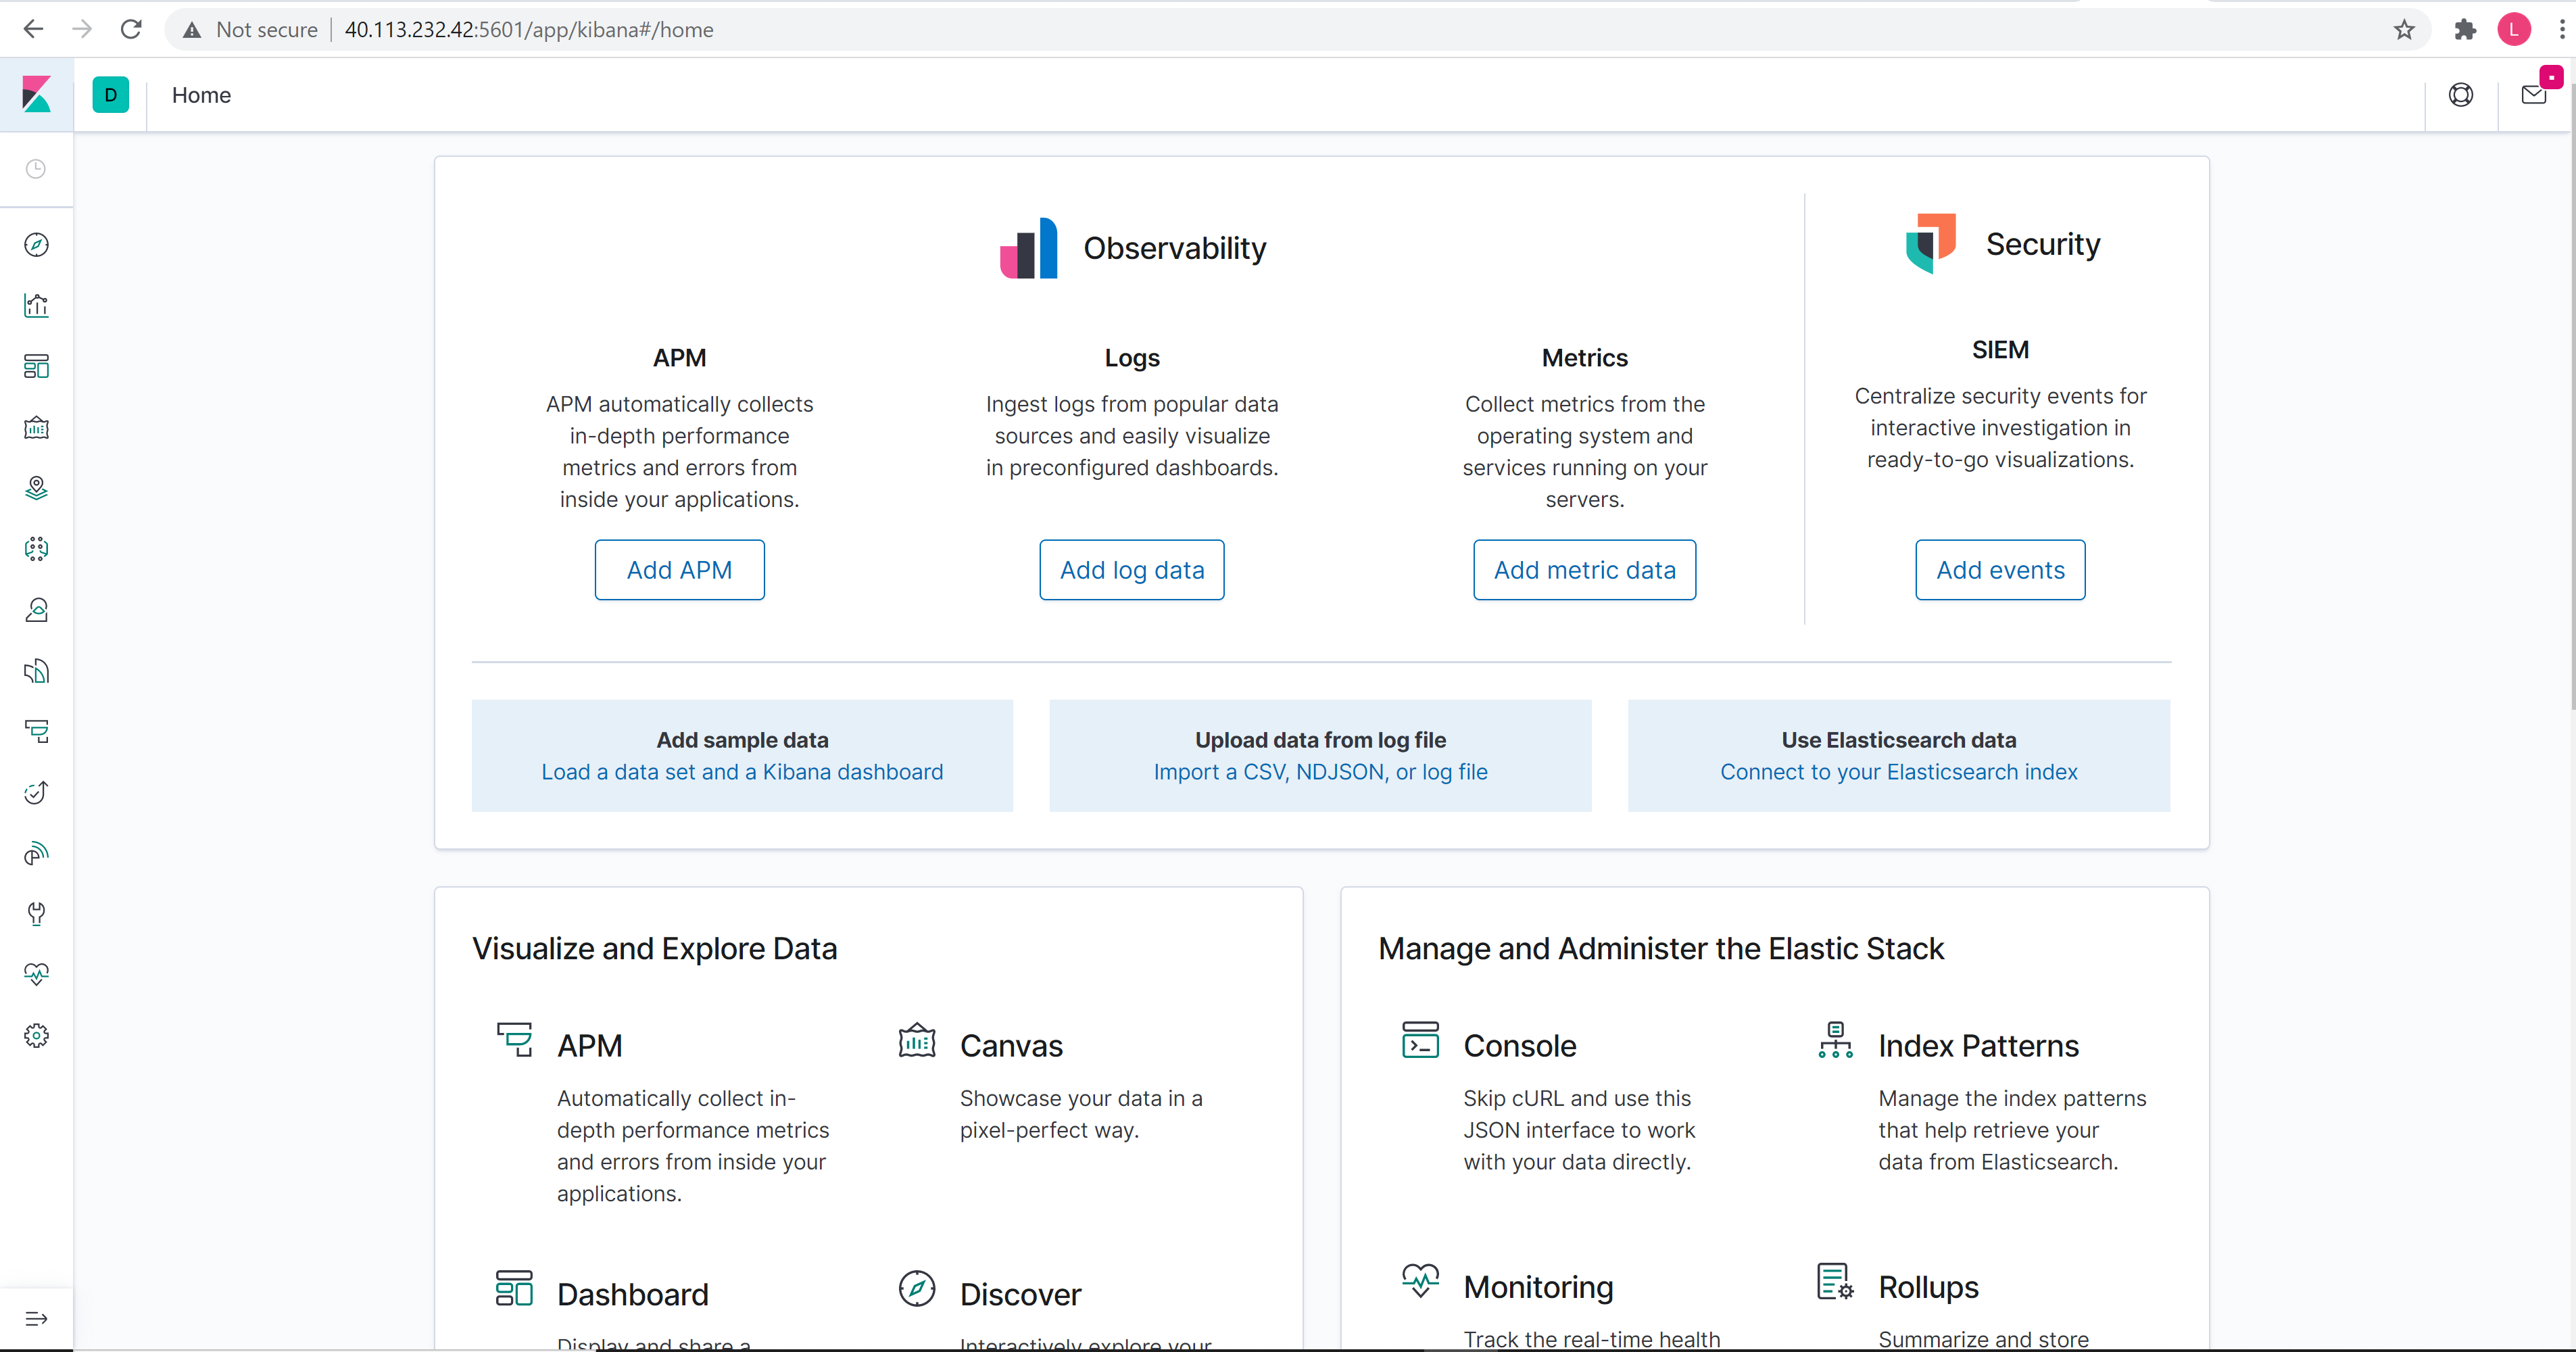 Not secure
40.113.232.42:5601/app/kibana#/home
L
D
Home
Observability
Security
APM
APM automatically collects
in-depth performance
metrics and errors from
inside your applications.
Add APM
Logs
Ingest logs from popular data
sources and easily visualize
in preconfigured dashboards.
Add log data
Metrics
Collect metrics from the
operating system and
services running on your
servers.
Add metric data
SIEM
Centralize security events for
interactive investigation in
ready-to-go visualizations.
Add events
Add sample data
Load a data set and a Kibana dashboard
Upload data from log file
Import a CSV, NDJSON, or log file
Use Elasticsearch data
Connect to your Elasticsearch index
Visualize and Explore Data
APM
Automatically collect in-
depth performance metrics
and errors from inside your
applications.
Canvas
Showcase your data in a
pixel-perfect way.
Dashboard
Display and share a
Discover
Interactively explore your
Manage and Administer the Elastic Stack
Console
Skip cURL and use this
JSON interface to work
with your data directly.
Index Patterns
Manage the index patterns
that help retrieve your
data from Elasticsearch.
Monitoring
Track the real-time health
Rollups
Summarize and store